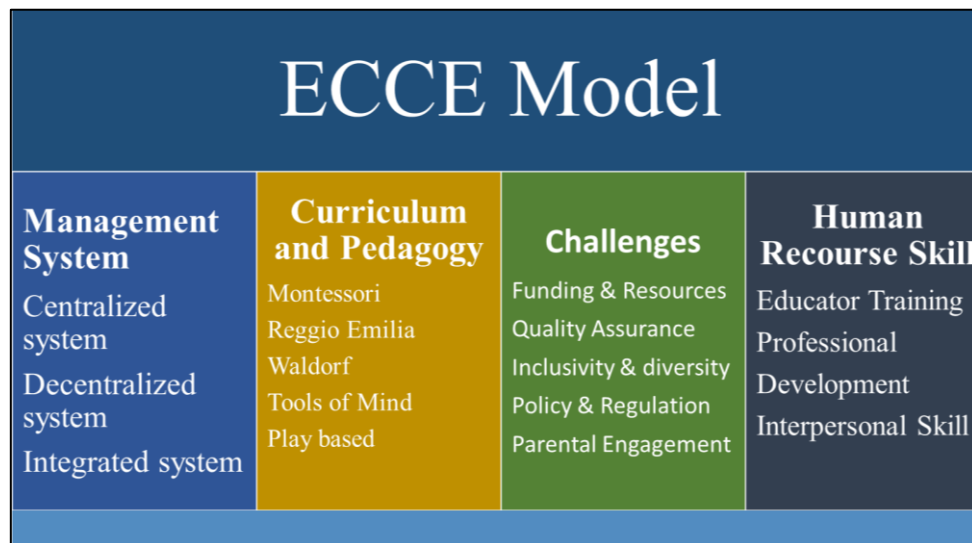 ECCE Model
Management
System
Centralized
system
Decentralized
system
Integrated system
Curriculum
and Pedagogy
Montessori
Reggio Emilia
Waldorf
Tools of Mind
Play based
Challenges
Funding & Resources
Quality Assurance
Inclusivity & diversity
Policy & Regulation
Parental Engagement
Human
Recourse Skill
Educator Training
Professional
Development
Interpersonal Skill